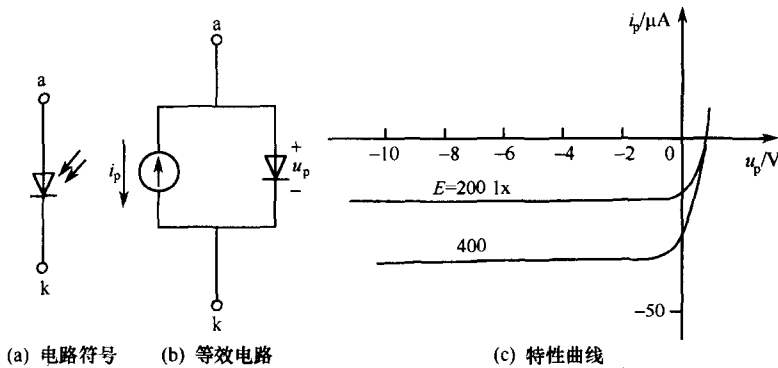 a
k
(a) 电路符号
a
i_p
+
u_p
−
k
(b) 等效电路
i_p/μA
−10 −8 −6 −4 −2 0
u_p/V
E=200 lx
400
−50
(c) 特性曲线